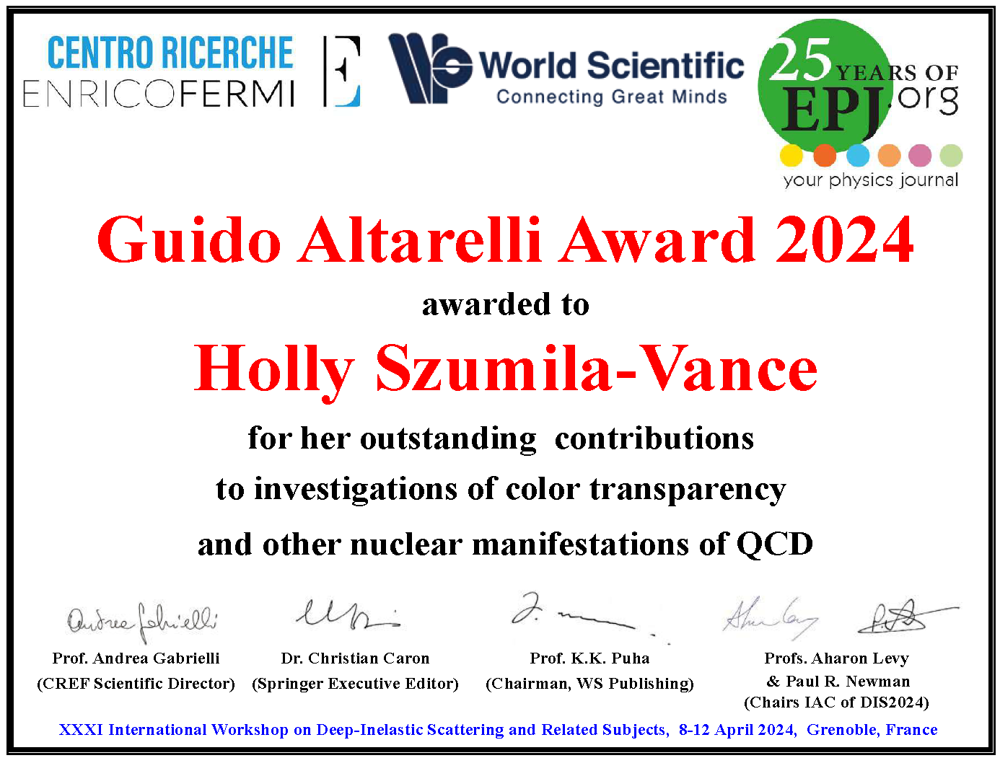 CENTRO RICERCHE
ENRICOFERMI
World Scientific
Connecting Great Minds
25 YEARS OF
EPJ.org
your physics journal
Guido Altarelli Award 2024
awarded to
Holly Szumila-Vance
for her outstanding contributions
to investigations of color transparency
and other nuclear manifestations of QCD
Andrea Gabrielli
Prof. Andrea Gabrielli
(CREF Scientific Director)
Dr. Christian Caron
(Springer Executive Editor)
Prof. K.K. Puha
(Chairman, WS Publishing)
Profs. Aharon Levy
& Paul R. Newman
(Chairs IAC of DIS2024)
XXXI International Workshop on Deep-Inelastic Scattering and Related Subjects, 8-12 April 2024, Grenoble, France